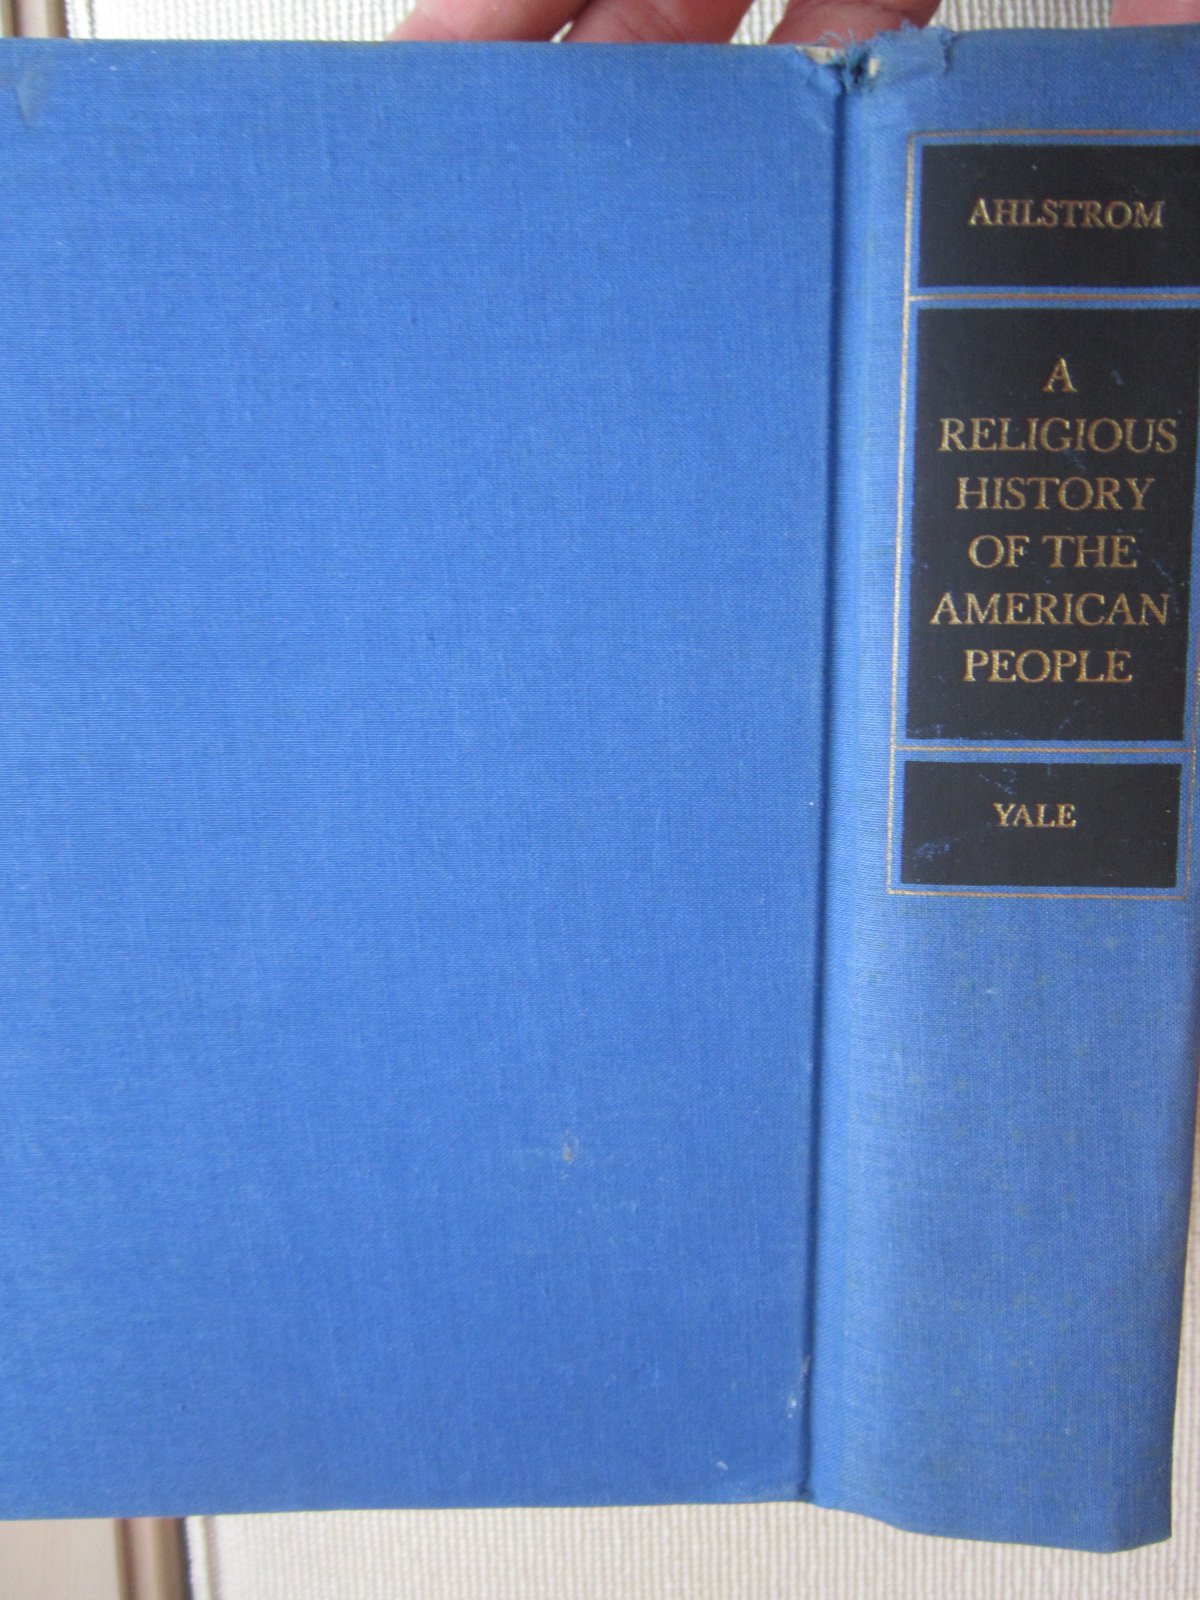 AHLSTROM
A
RELIGIOUS
HISTORY
OF THE
AMERICAN
PEOPLE
YALE